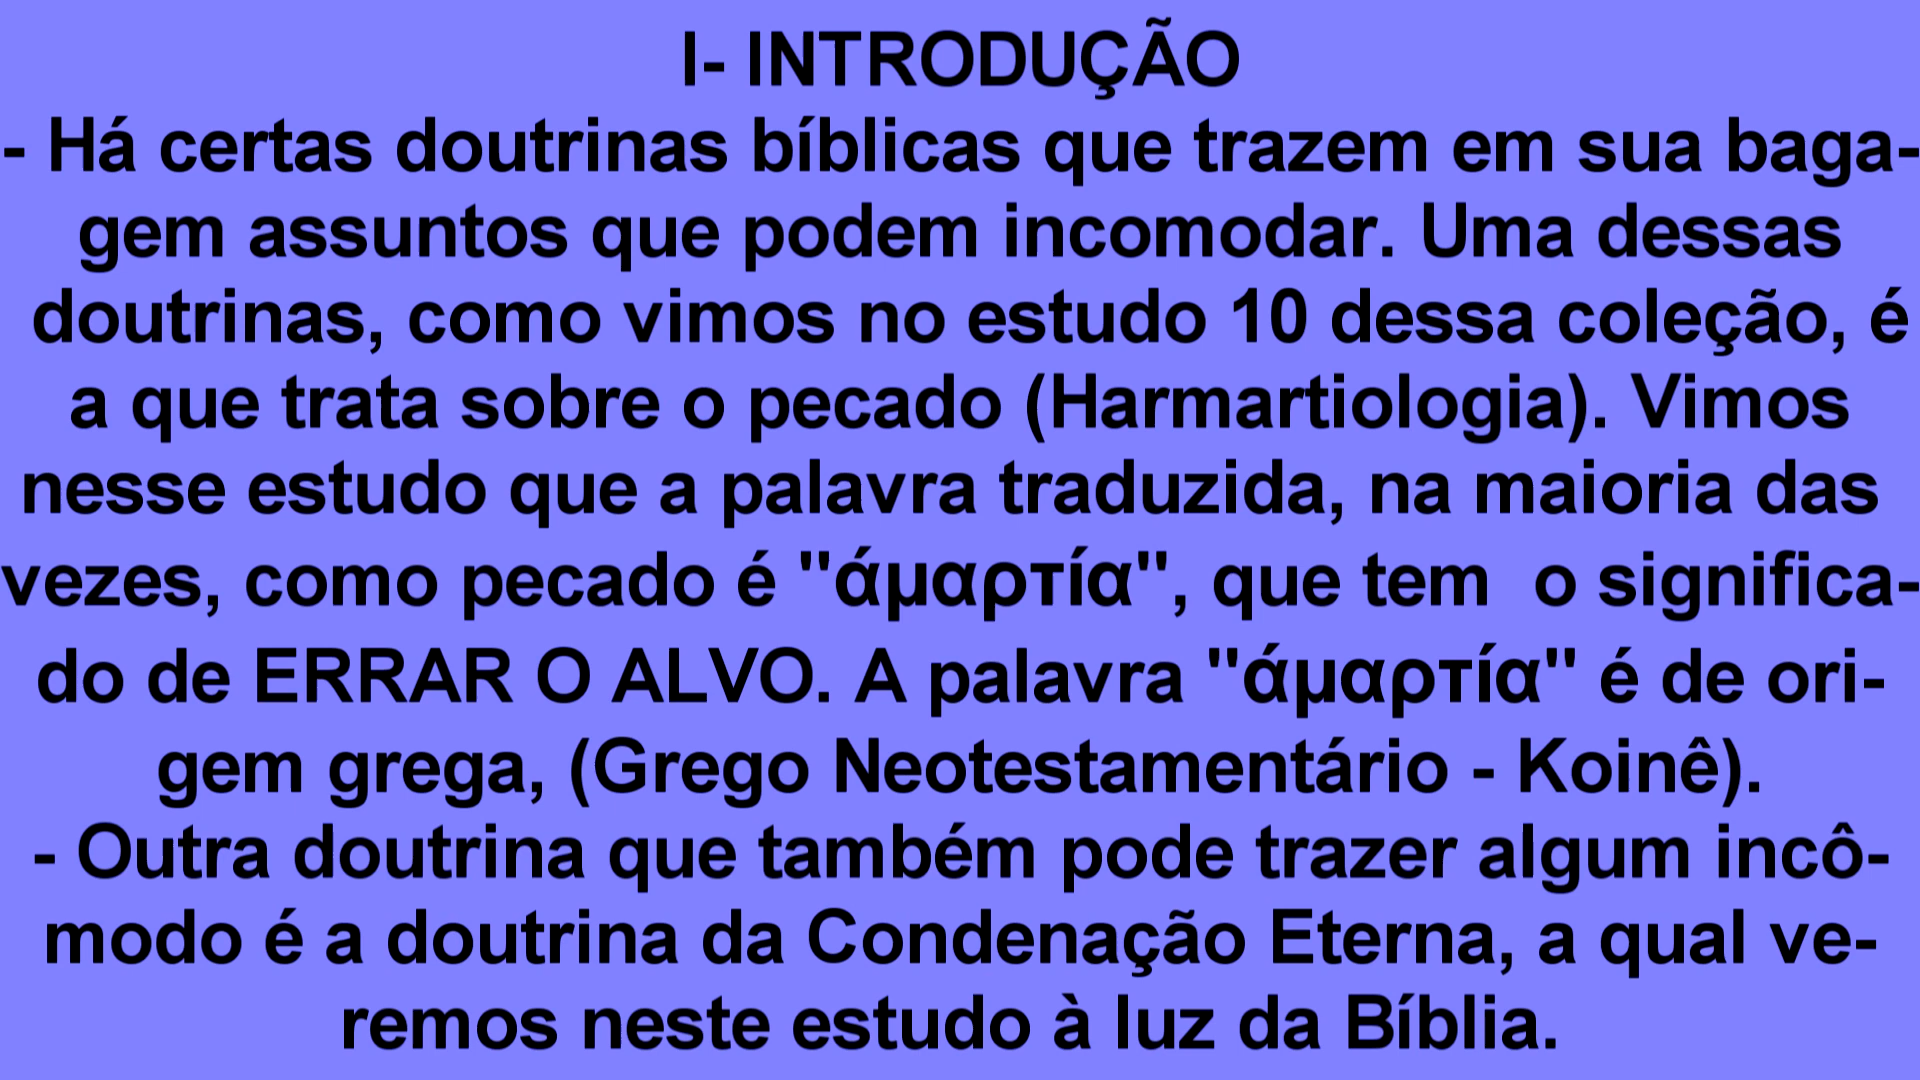 I- INTRODUÇÃO
- Há certas doutrinas bíblicas que trazem em sua baga-
gem assuntos que podem incomodar. Uma dessas
doutrinas, como vimos no estudo 10 dessa coleção, é
a que trata sobre o pecado (Harmartiologia). Vimos
nesse estudo que a palavra traduzida, na maioria das
vezes, como pecado é "άμαρτία", que tem  o significa-
do de ERRAR O ALVO. A palavra "άμαρτία" é de ori-
gem grega, (Grego Neotestamentário - Koinê).
- Outra doutrina que também pode trazer algum incô-
modo é a doutrina da Condenação Eterna, a qual ve-
remos neste estudo à luz da Bíblia.